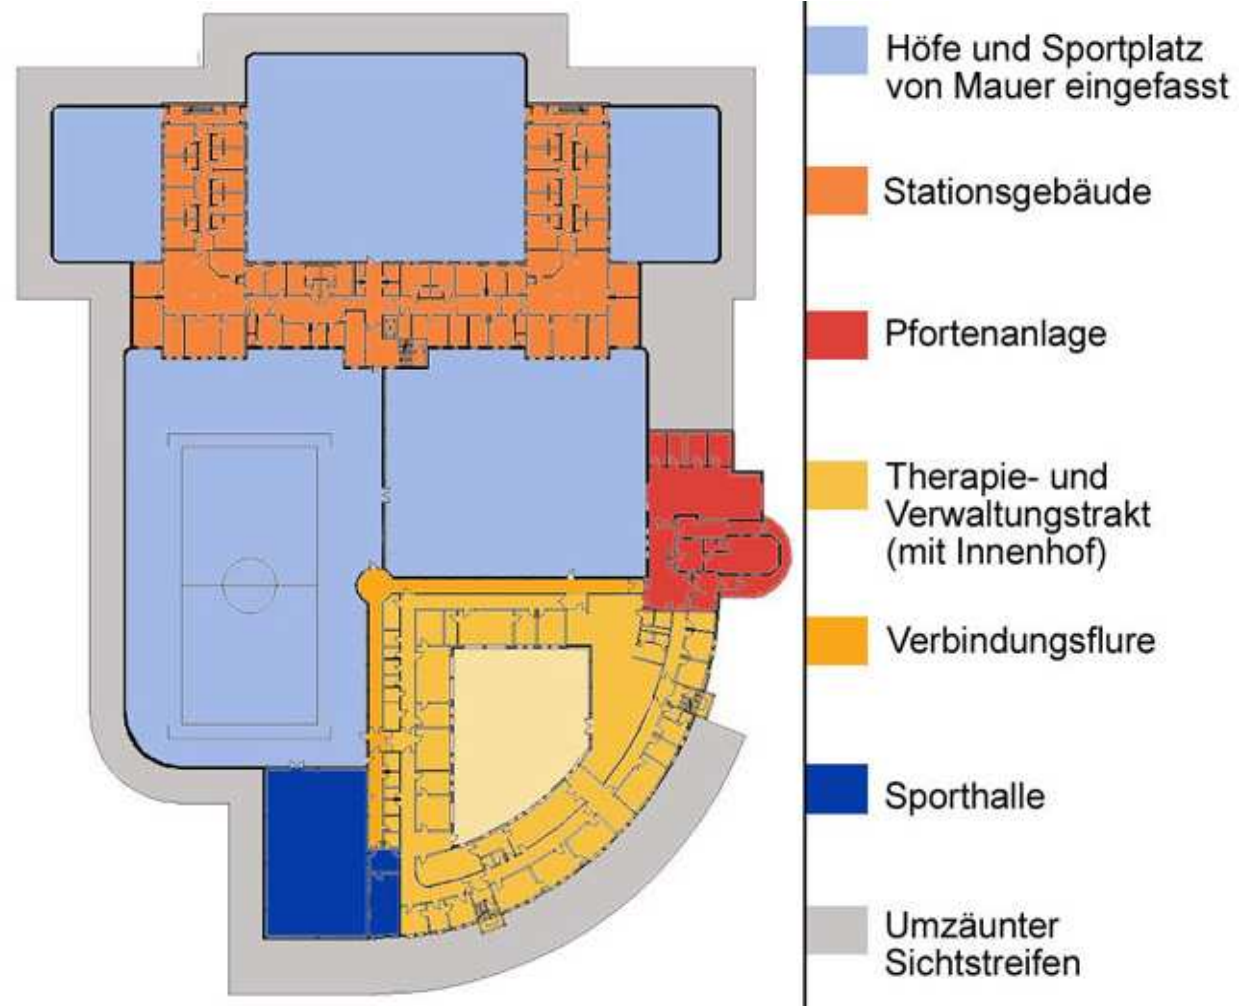 Höfe und Sportplatz
von Mauer eingefasst
Stationsgebäude
Pfortenanlage
Therapie- und
Verwaltungstrakt
(mit Innenhof)
Verbindungsflure
Sporthalle
Umzäunter
Sichtstreifen